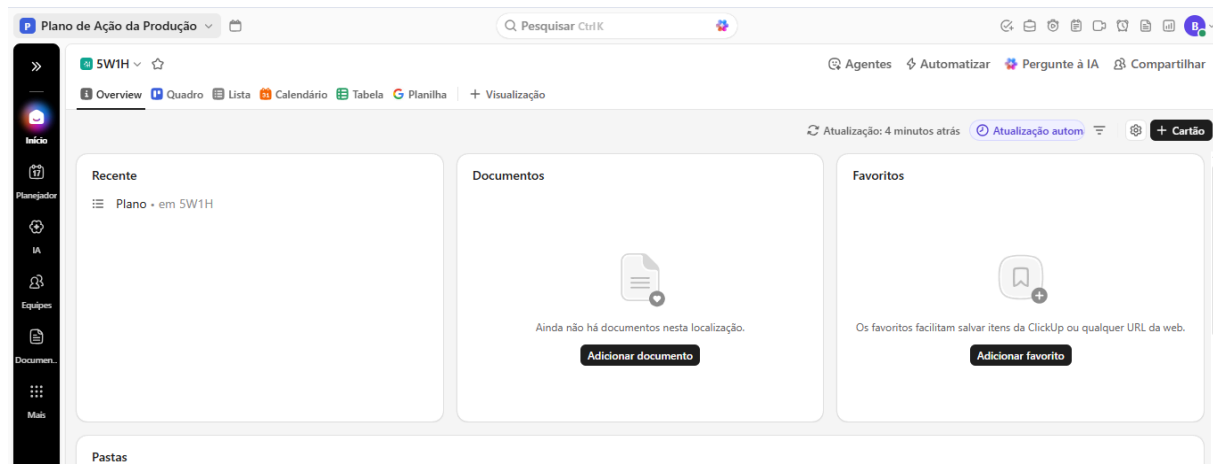 P Plano de Ação da Produção
Pesquisar Ctrl K
B
5W1H
Agentes Automatizar Pergunte à IA Compartilhar
Overview Quadro Lista 31 Calendário Tabela G Planilha + Visualização
Início
17
Planejador
IA
Equipes
Documen...
Mais
Atualização: 4 minutos atrás Atualização autom + Cartão
Recente
Plano • em 5W1H
Documentos
Ainda não há documentos nesta localização.
Adicionar documento
Favoritos
Os favoritos facilitam salvar itens da ClickUp ou qualquer URL da web.
Adicionar favorito
Pastas